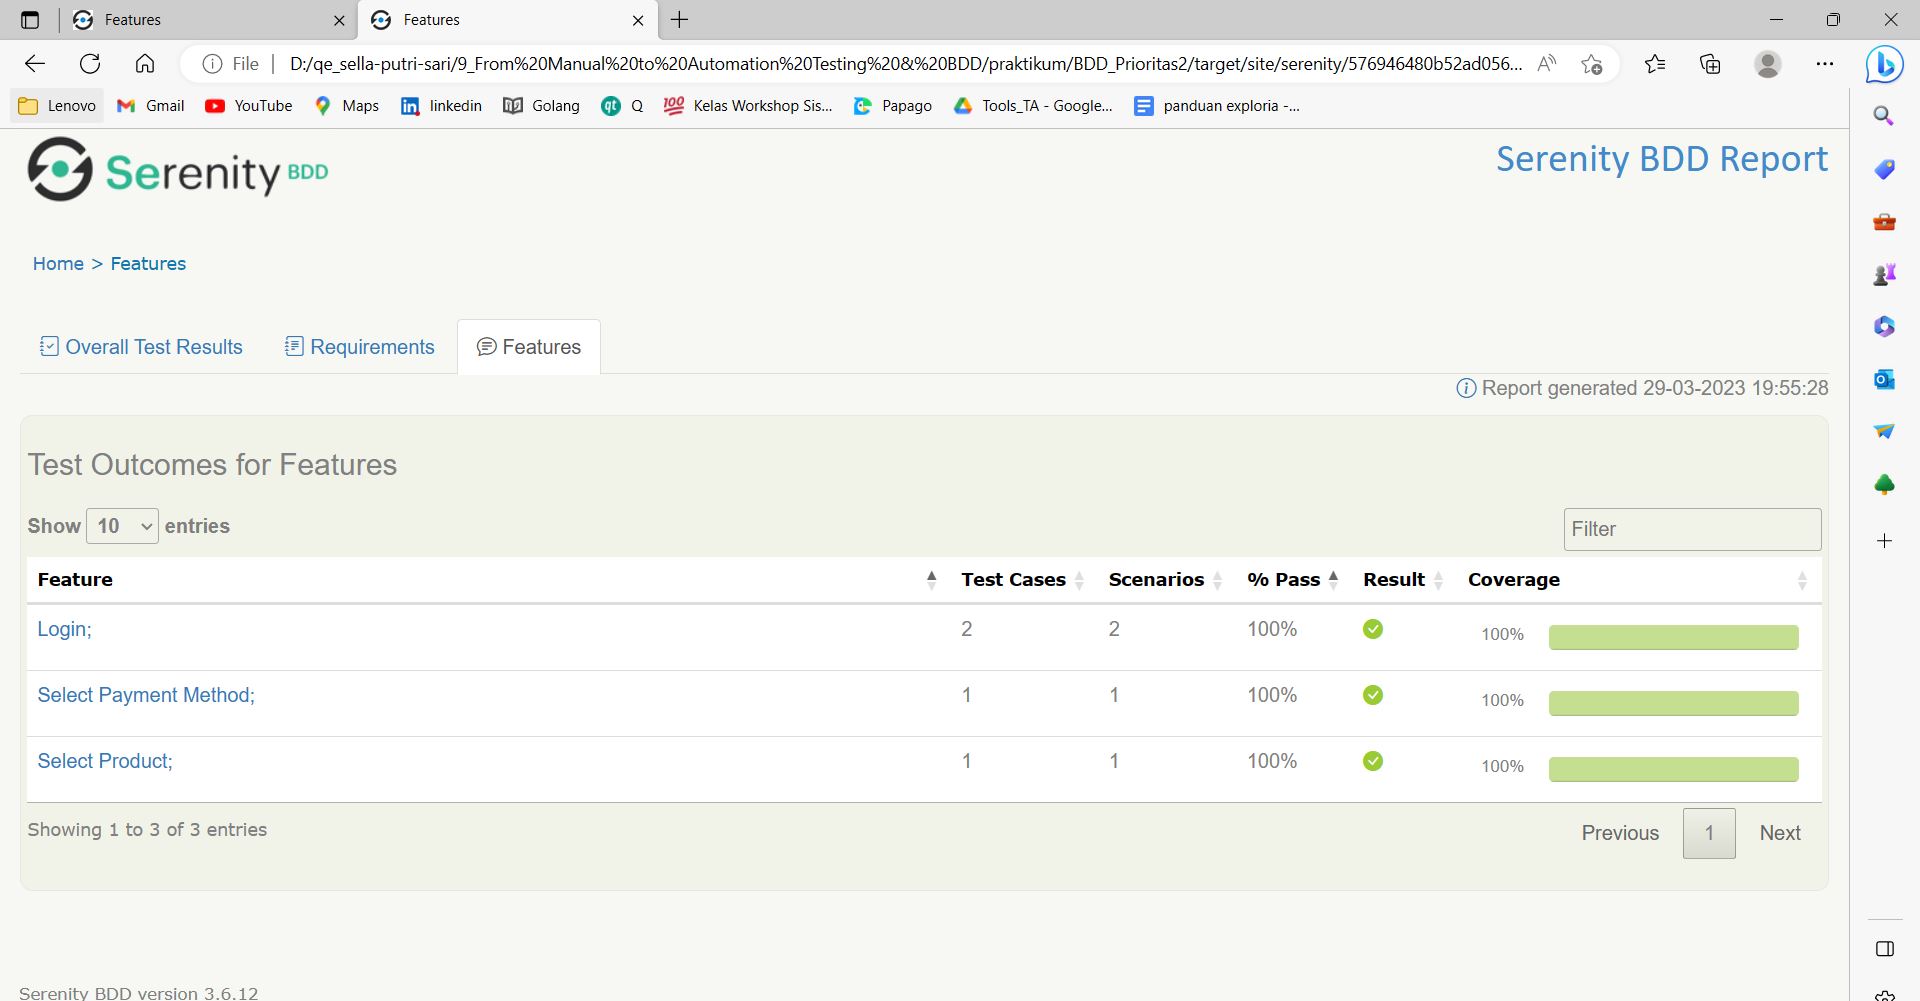 Features
Features
File
D:/qe_sella-putri-sari/9_From%20Manual%20to%20Automation%20Testing%20&%20BDD/praktikum/BDD_Prioritas2/target/site/serenity/576946480b52ad056...
Lenovo
Gmail
YouTube
Maps
linkedin
Golang
qt Q
100 Kelas Workshop Sis...
Papago
Tools_TA - Google...
panduan exploria -...
Serenity BDD
Serenity BDD Report
Home > Features
Overall Test Results
Requirements
Features
Report generated 29-03-2023 19:55:28
Test Outcomes for Features
Show 10 entries
Filter
Feature Test Cases Scenarios % Pass Result Coverage
Login; 2 2 100% 100%
Select Payment Method; 1 1 100% 100%
Select Product; 1 1 100% 100%
Showing 1 to 3 of 3 entries
Previous 1 Next
Serenity BDD version 3.6.12